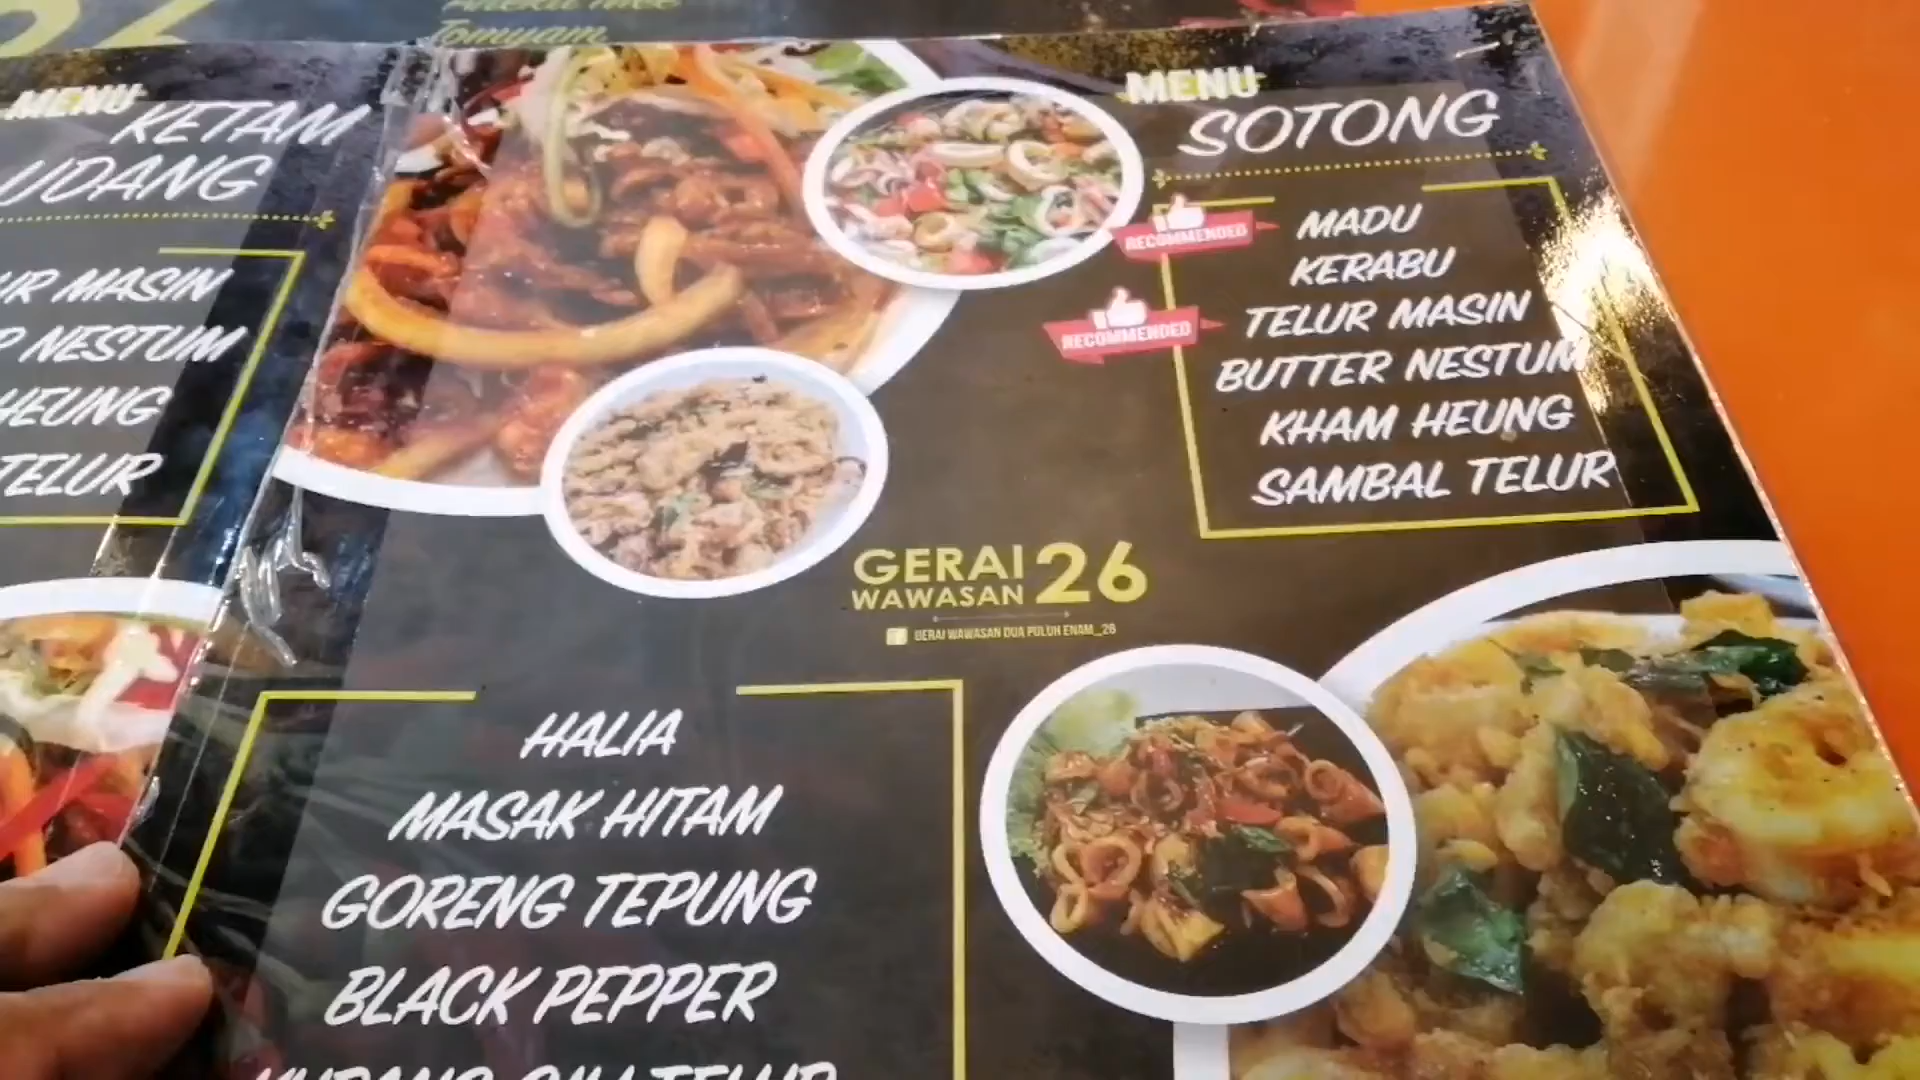 Tomyam
MENU
KETAM
UDANG
MASIN
NESTUM
HEUNG
TELUR
MENU
SOTONG
RECOMMENDED
RECOMMENDED
MADU
KERABU
TELUR MASIN
BUTTER NESTUM
KHAM HEUNG
SAMBAL TELUR
GERAI
WAWASAN
26
GERAI WAWASAN DUA PULUH ENAM_26
HALIA
MASAK HITAM
GORENG TEPUNG
BLACK PEPPER